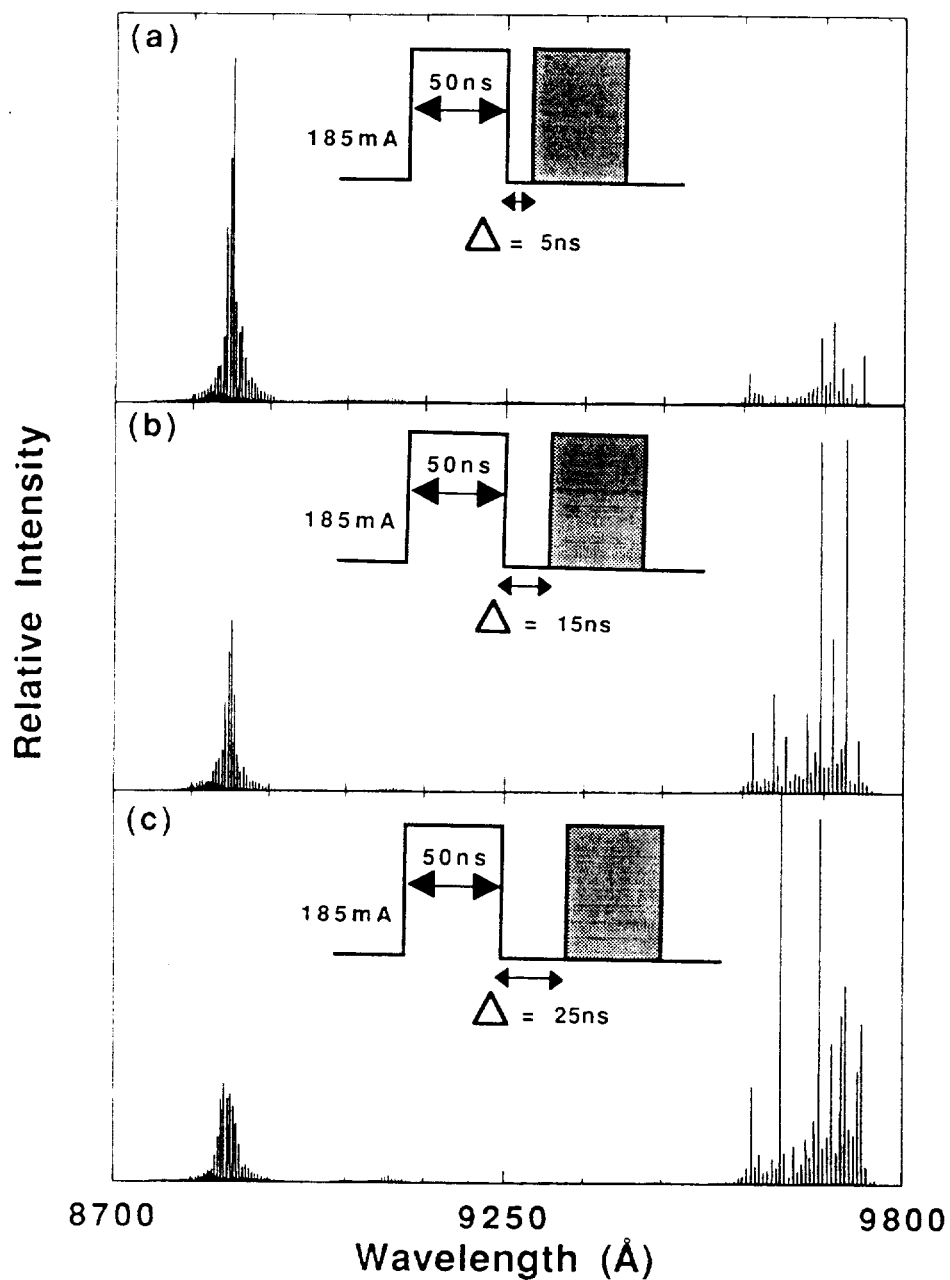 (a)
50ns
185mA
Δ = 5ns
(b)
50ns
185mA
Δ = 15ns
(c)
50ns
185mA
Δ = 25ns
Relative Intensity
8700 9250 9800
Wavelength (Å)